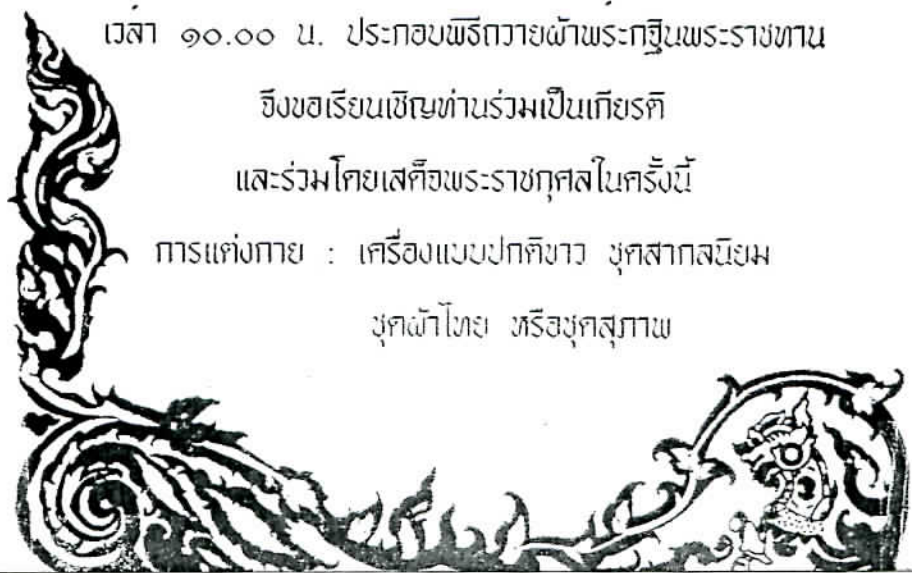 เวลา ๑๐.๐๐ น. ประกอบพิธีถวายผ้าพระกฐินพระราชทาน
จึงขอเรียนเชิญท่านร่วมเป็นเกียรติ
และร่วมโดยเสด็จพระราชกุศลในครั้งนี้
การแต่งกาย : เครื่องแบบปกติขาว ชุดสากลนิยม
ชุดผ้าไทย หรือชุดสุภาพ